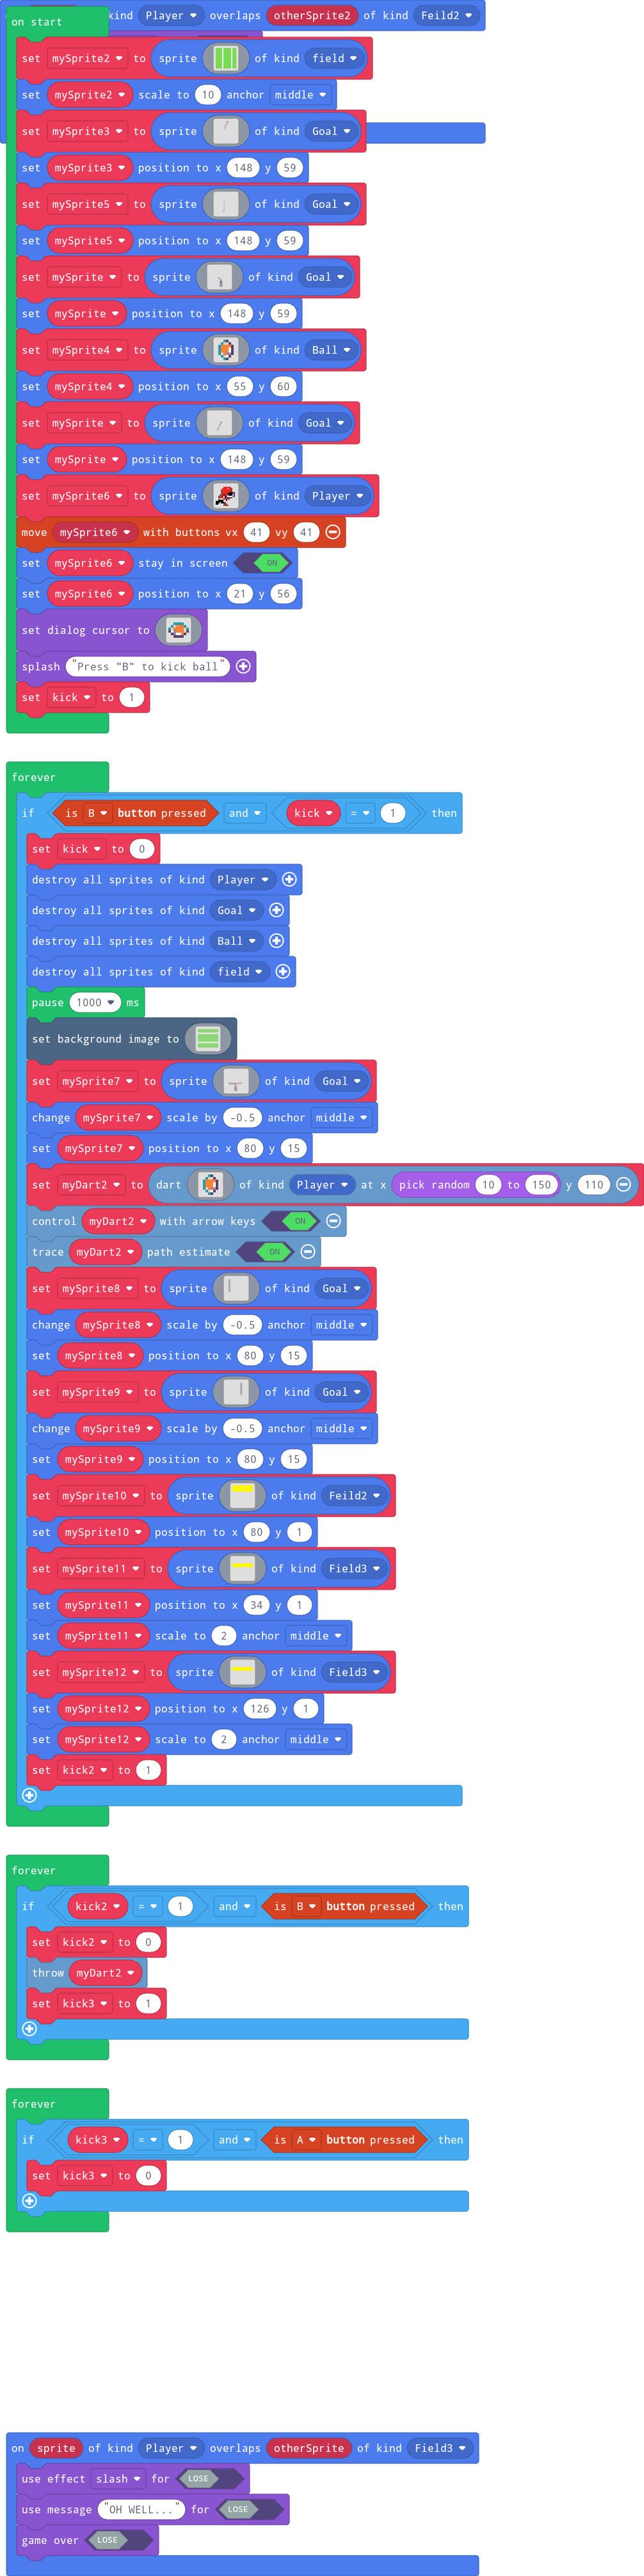 kind Player overlaps otherSprite2 of kind Feild2
on start
set mySprite2 to sprite of kind field
set mySprite2 scale to 10 anchor middle
set mySprite3 to sprite of kind Goal
set mySprite3 position to x 148 y 59
set mySprite5 to sprite of kind Goal
set mySprite5 position to x 148 y 59
set mySprite to sprite of kind Goal
set mySprite position to x 148 y 59
set mySprite4 to sprite of kind Ball
set mySprite4 position to x 55 y 60
set mySprite to sprite of kind Goal
set mySprite position to x 148 y 59
set mySprite6 to sprite of kind Player
move mySprite6 with buttons vx 41 vy 41
set mySprite6 stay in screen ON
set mySprite6 position to x 21 y 56
set dialog cursor to
splash "Press "B" to kick ball"
set kick to 1
forever
if is B button pressed and kick = 1 then
set kick to 0
destroy all sprites of kind Player
destroy all sprites of kind Goal
destroy all sprites of kind Ball
destroy all sprites of kind field
pause 1000 ms
set background image to
set mySprite7 to sprite of kind Goal
change mySprite7 scale by -0.5 anchor middle
set mySprite7 position to x 80 y 15
set myDart2 to dart of kind Player at x pick random 10 to 150 y 110
control myDart2 with arrow keys ON
trace myDart2 path estimate ON
set mySprite8 to sprite of kind Goal
change mySprite8 scale by -0.5 anchor middle
set mySprite8 position to x 80 y 15
set mySprite9 to sprite of kind Goal
change mySprite9 scale by -0.5 anchor middle
set mySprite9 position to x 80 y 15
set mySprite10 to sprite of kind Feild2
set mySprite10 position to x 80 y 1
set mySprite11 to sprite of kind Field3
set mySprite11 position to x 34 y 1
set mySprite11 scale to 2 anchor middle
set mySprite12 to sprite of kind Field3
set mySprite12 position to x 126 y 1
set mySprite12 scale to 2 anchor middle
set kick2 to 1
forever
if kick2 = 1 and is B button pressed then
set kick2 to 0
throw myDart2
set kick3 to 1
forever
if kick3 = 1 and is A button pressed then
set kick3 to 0
on sprite of kind Player overlaps otherSprite of kind Field3
use effect slash for LOSE
use message "OH WELL..." for LOSE
game over LOSE